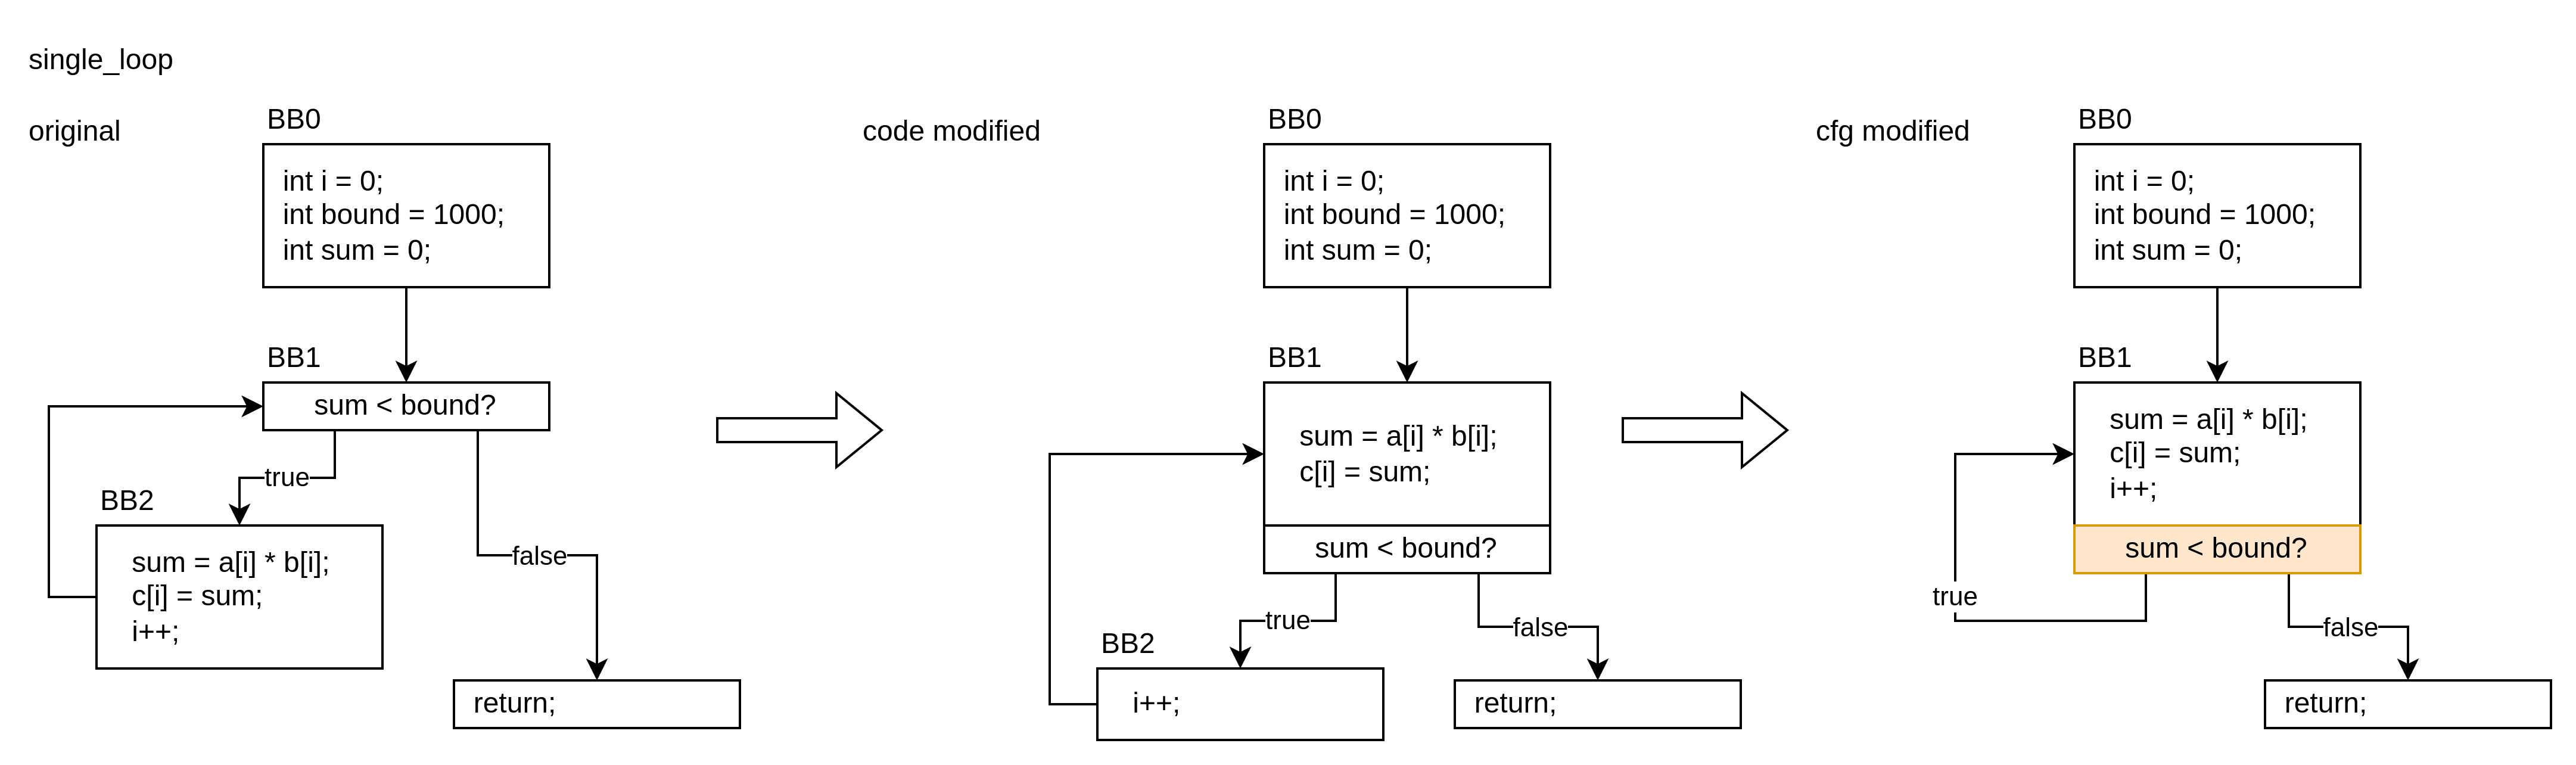 single_loop
original
BB0
int i = 0;
int bound = 1000;
int sum = 0;
BB1
sum < bound?
true
false
BB2
sum = a[i] * b[i];
c[i] = sum;
i++;
return;
code modified
BB0
int i = 0;
int bound = 1000;
int sum = 0;
BB1
sum = a[i] * b[i];
c[i] = sum;
sum < bound?
true
false
BB2
i++;
return;
cfg modified
BB0
int i = 0;
int bound = 1000;
int sum = 0;
BB1
sum = a[i] * b[i];
c[i] = sum;
i++;
sum < bound?
true
false
return;